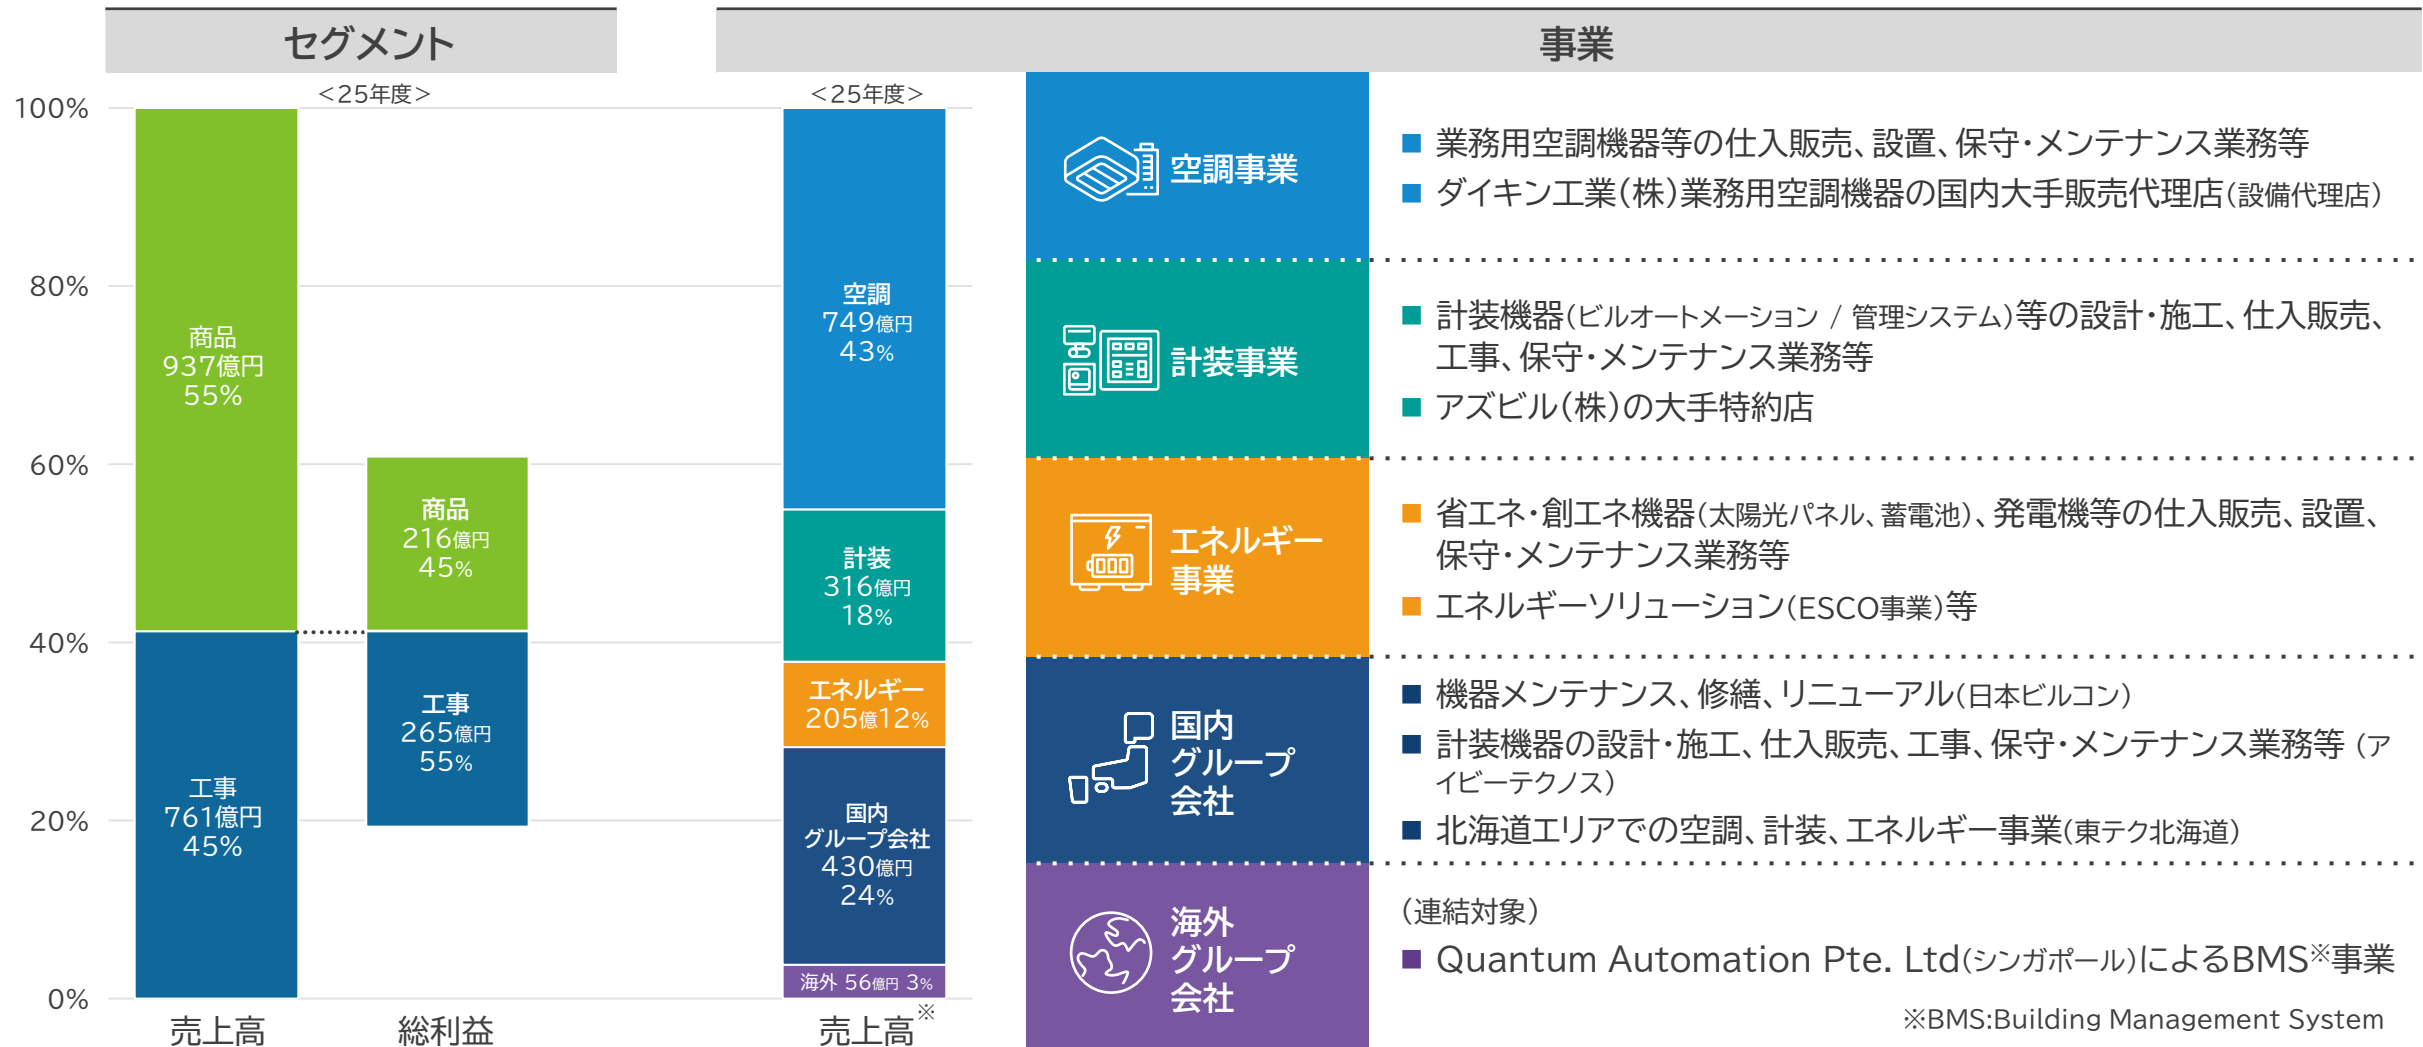 セグメント
<25年度>
100%
80%
60%
40%
20%
0%
商品
937億円
55%
工事
761億円
45%
商品
216億円
45%
工事
265億円
55%
売上高
総利益
事業
<25年度>
空調
749億円
43%
計装
316億円
18%
エネルギー
205億12%
国内
グループ会社
430億円
24%
海外 56億円 3%
売上高※
空調事業
■ 業務用空調機器等の仕入販売、設置、保守・メンテナンス業務等
■ ダイキン工業(株)業務用空調機器の国内大手販売代理店(設備代理店)
計装事業
■ 計装機器(ビルオートメーション / 管理システム)等の設計・施工、仕入販売、
工事、保守・メンテナンス業務等
■ アズビル(株)の大手特約店
エネルギー
事業
■ 省エネ・創エネ機器(太陽光パネル、蓄電池)、発電機等の仕入販売、設置、
保守・メンテナンス業務等
■ エネルギーソリューション(ESCO事業)等
国内
グループ
会社
■ 機器メンテナンス、修繕、リニューアル(日本ビルコン)
■ 計装機器の設計・施工、仕入販売、工事、保守・メンテナンス業務等 (ア
イビーテクノス)
■ 北海道エリアでの空調、計装、エネルギー事業(東テク北海道)
海外
グループ
会社
(連結対象)
■ Quantum Automation Pte. Ltd(シンガポール)によるBMS※事業
※BMS:Building Management System